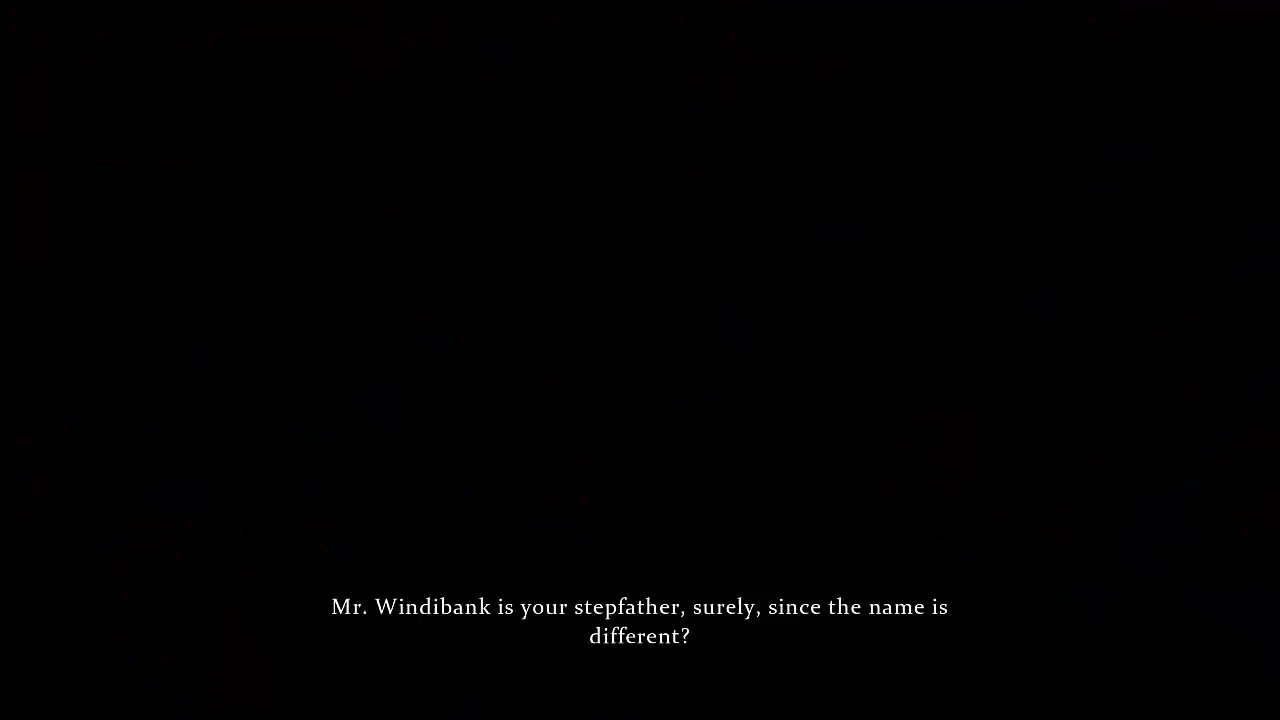 Mr. Windibank is your stepfather, surely, since the name is
different?